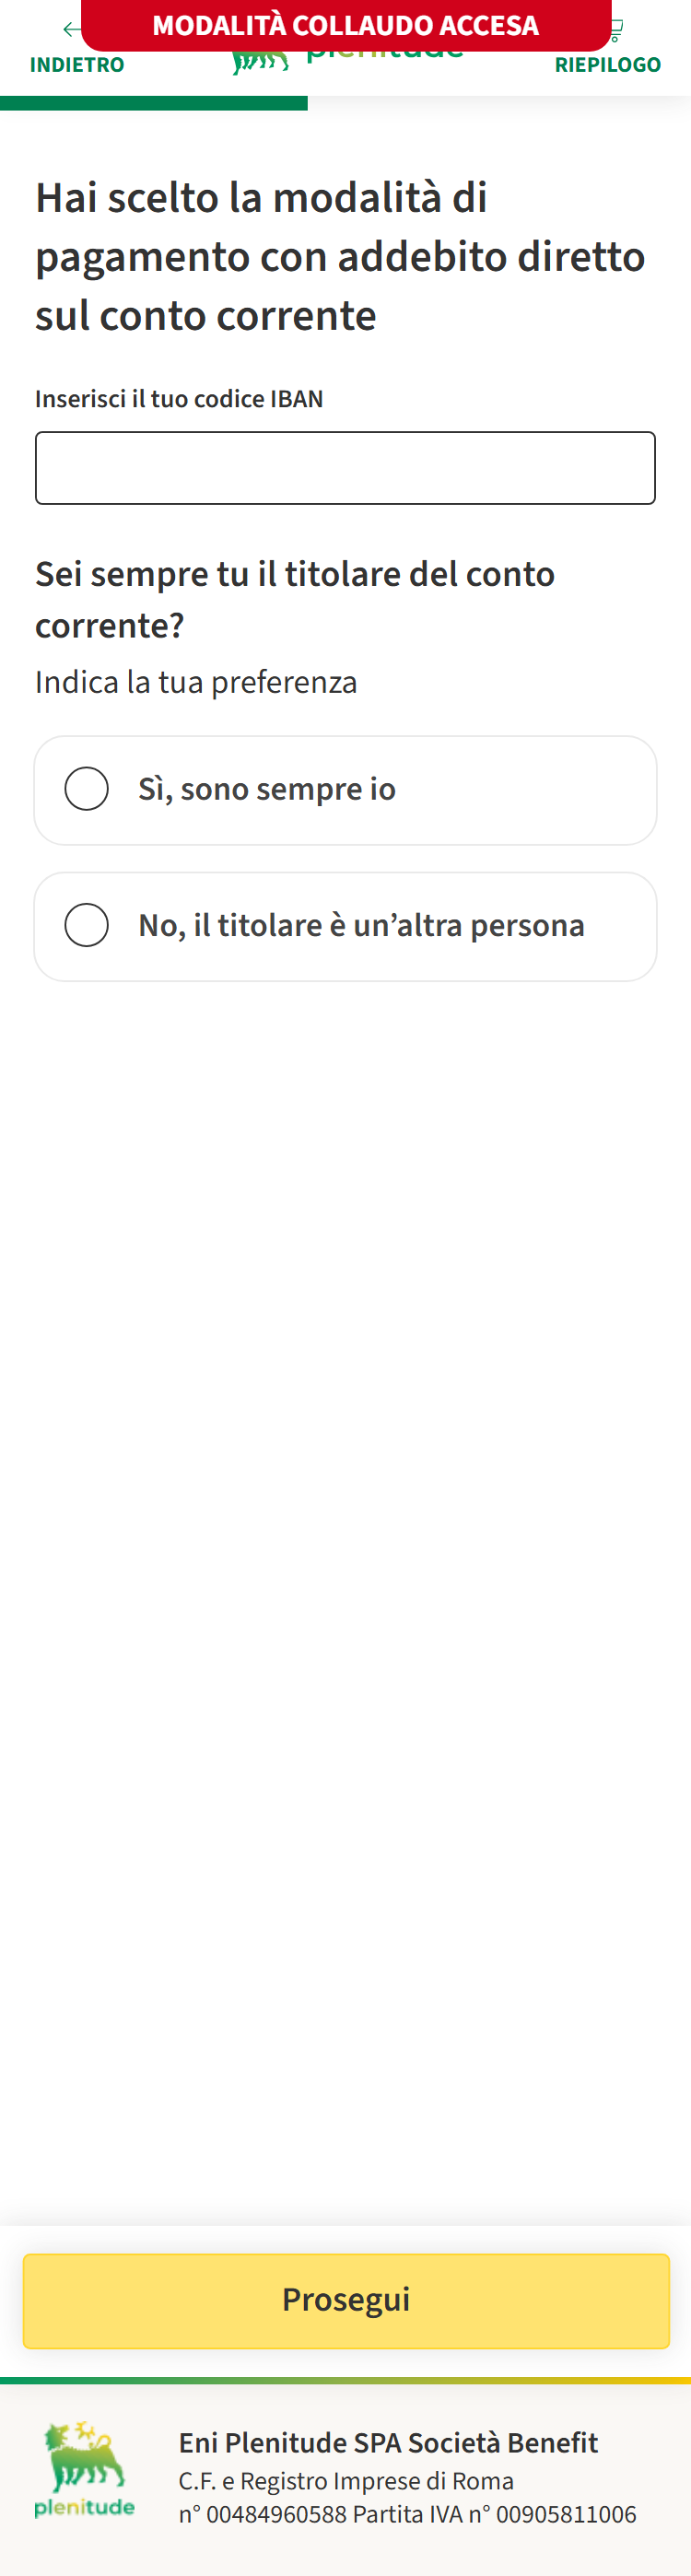 MODALITÀ COLLAUDO ACCESA
INDIETRO
plenitude
RIEPILOGO
Hai scelto la modalità di
pagamento con addebito diretto
sul conto corrente
Inserisci il tuo codice IBAN
Sei sempre tu il titolare del conto
corrente?
Indica la tua preferenza
Sì, sono sempre io
No, il titolare è un’altra persona
Prosegui
plenitude
Eni Plenitude SPA Società Benefit
C.F. e Registro Imprese di Roma
n° 00484960588 Partita IVA n° 00905811006